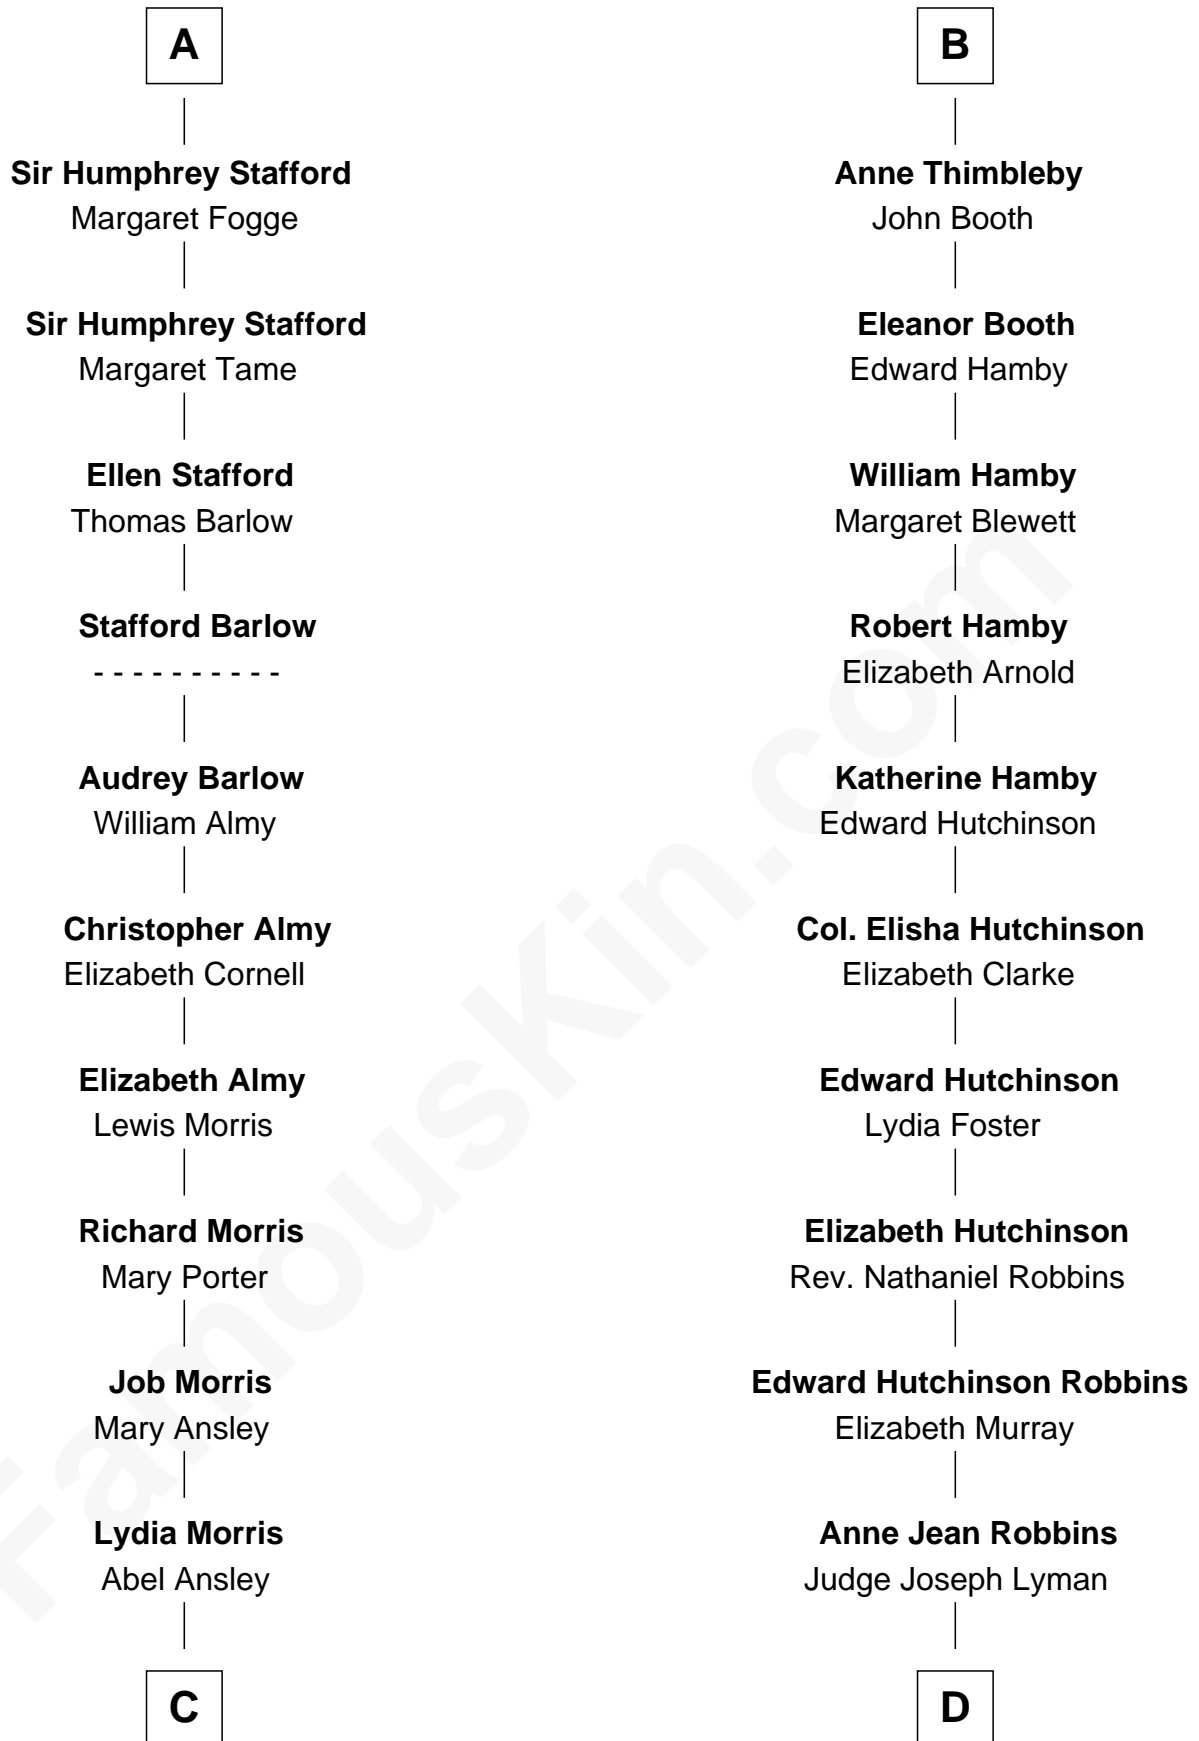 A
Sir Humphrey Stafford
Margaret Fogge
Sir Humphrey Stafford
Margaret Tame
Ellen Stafford
Thomas Barlow
Stafford Barlow
- - - - - - - - - -
Audrey Barlow
William Almy
Christopher Almy
Elizabeth Cornell
Elizabeth Almy
Lewis Morris
Richard Morris
Mary Porter
Job Morris
Mary Ansley
Lydia Morris
Abel Ansley
C
B
Anne Thimbleby
John Booth
Eleanor Booth
Edward Hamby
William Hamby
Margaret Blewett
Robert Hamby
Elizabeth Arnold
Katherine Hamby
Edward Hutchinson
Col. Elisha Hutchinson
Elizabeth Clarke
Edward Hutchinson
Lydia Foster
Elizabeth Hutchinson
Rev. Nathaniel Robbins
Edward Hutchinson Robbins
Elizabeth Murray
Anne Jean Robbins
Judge Joseph Lyman
D
FamousKin.com